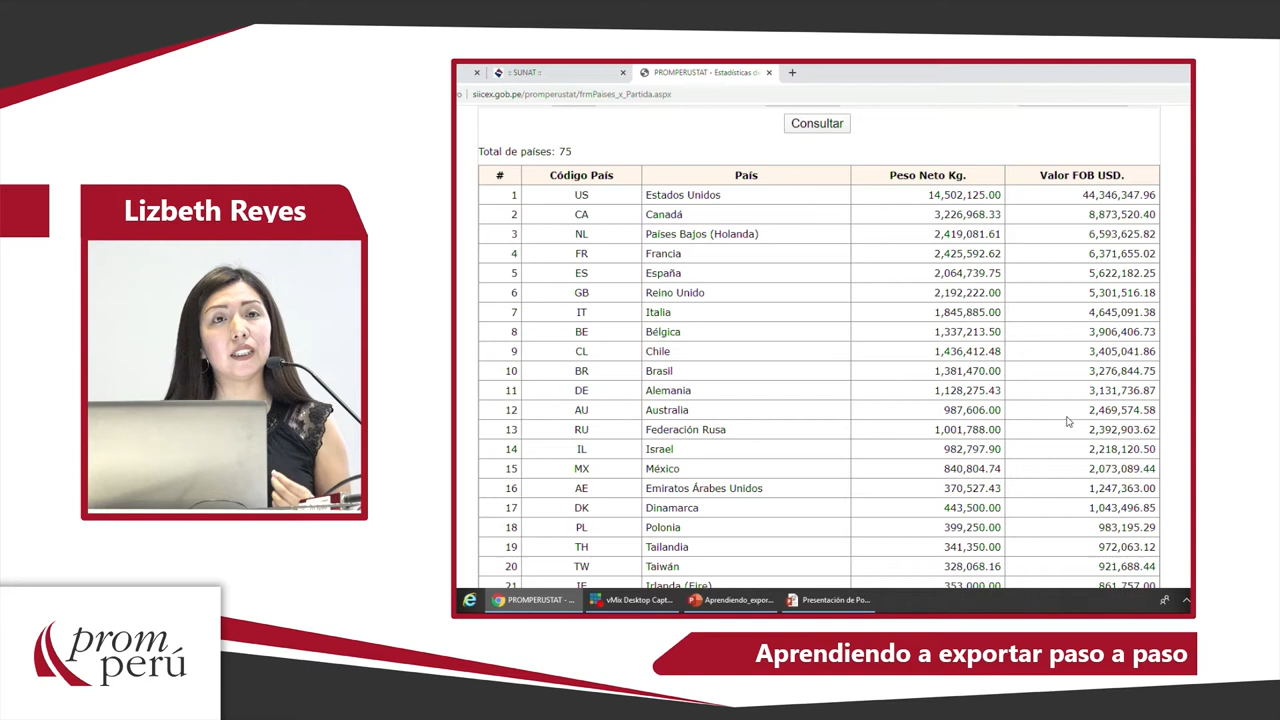 :: SUNAT ::
PROMPERUSTAT - Estadísticas de
siicex.gob.pe/promperustat/frmPaises_x_Partida.aspx
Consultar
Total de países: 75
# Código País País Peso Neto Kg. Valor FOB USD.
1 US Estados Unidos 14,502,125.00 44,346,347.96
2 CA Canadá 3,226,968.33 8,873,520.40
3 NL Países Bajos (Holanda) 2,419,081.61 6,593,625.82
4 FR Francia 2,425,592.62 6,371,655.02
5 ES España 2,064,739.75 5,622,182.25
6 GB Reino Unido 2,192,222.00 5,301,516.18
7 IT Italia 1,845,885.00 4,645,091.38
8 BE Bélgica 1,337,213.50 3,906,406.73
9 CL Chile 1,436,412.48 3,405,041.86
10 BR Brasil 1,381,470.00 3,276,844.75
11 DE Alemania 1,128,275.43 3,131,736.87
12 AU Australia 987,606.00 2,469,574.58
13 RU Federación Rusa 1,001,788.00 2,392,903.62
14 IL Israel 982,797.90 2,218,120.50
15 MX México 840,804.74 2,073,089.44
16 AE Emiratos Árabes Unidos 370,527.43 1,247,363.00
17 DK Dinamarca 443,500.00 1,043,496.85
18 PL Polonia 399,250.00 983,195.29
19 TH Tailandia 341,350.00 972,063.12
20 TW Taiwán 328,068.16 921,688.44
21 IE Irlanda (Eire) 353,000.00 861,757.00
PROMPERUSTAT - ... vMix Desktop Capt... Aprendiendo_expor... Presentación de Po...
Lizbeth Reyes
prom
perú
Aprendiendo a exportar paso a paso